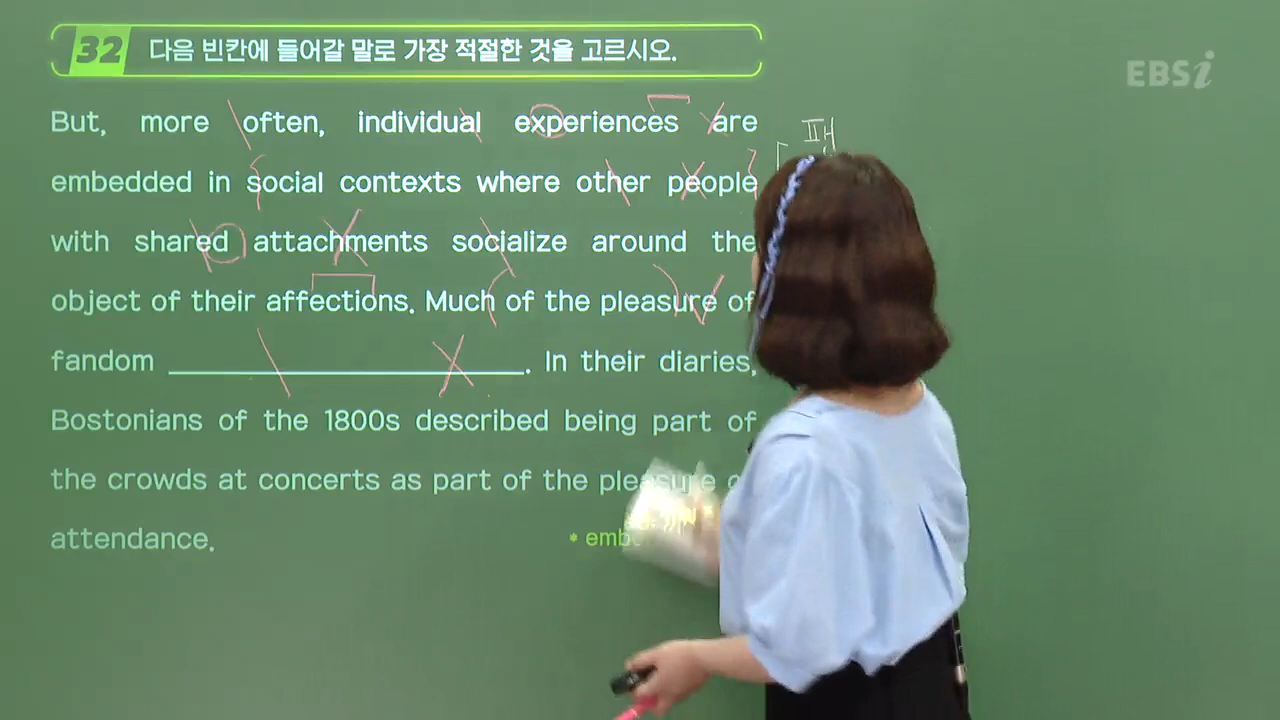 32 다음 빈칸에 들어갈 말로 가장 적절한 것을 고르시오.
EBSi
But, more often, individual experiences are
embedded in social contexts where other people
with shared attachments socialize around the
object of their affections. Much of the pleasure of
fandom ____________________. In their diaries,
Bostonians of the 1800s described being part of
the crowds at concerts as part of the pleasure
attendance.